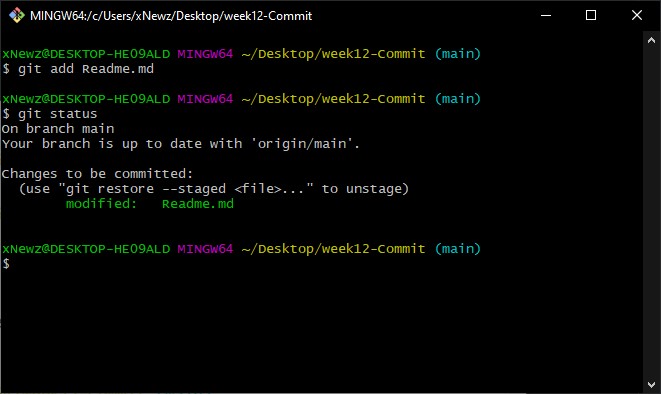 MINGW64:/c/Users/xNewz/Desktop/week12-Commit
xNewz@DESKTOP-HE09ALD MINGW64 ~/Desktop/week12-Commit (main)
$ git add Readme.md
xNewz@DESKTOP-HE09ALD MINGW64 ~/Desktop/week12-Commit (main)
$ git status
On branch main
Your branch is up to date with 'origin/main'.
Changes to be committed:
  (use "git restore --staged <file>..." to unstage)
        modified:   Readme.md
xNewz@DESKTOP-HE09ALD MINGW64 ~/Desktop/week12-Commit (main)
$